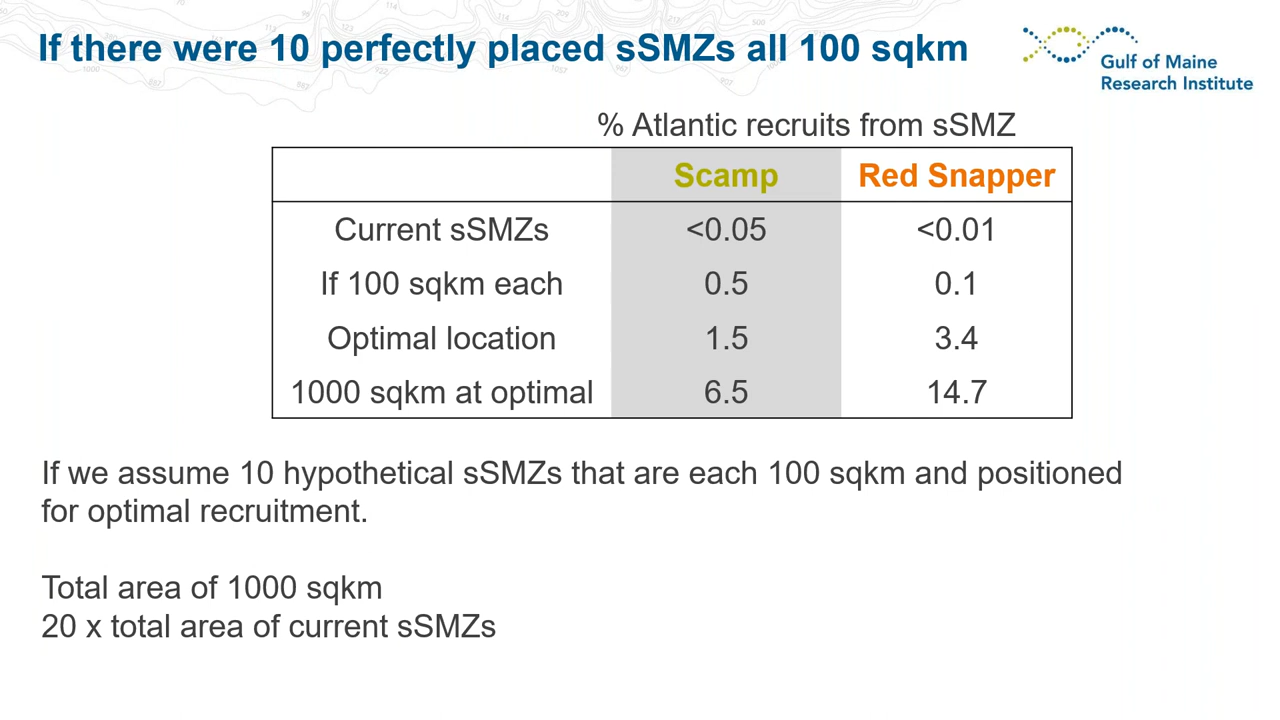 If there were 10 perfectly placed sSMZs all 100 sqkm
Gulf of Maine
Research Institute
% Atlantic recruits from sSMZ
Scamp Red Snapper
Current sSMZs <0.05 <0.01
If 100 sqkm each 0.5 0.1
Optimal location 1.5 3.4
1000 sqkm at optimal 6.5 14.7
If we assume 10 hypothetical sSMZs that are each 100 sqkm and positioned
for optimal recruitment.
Total area of 1000 sqkm
20 x total area of current sSMZs